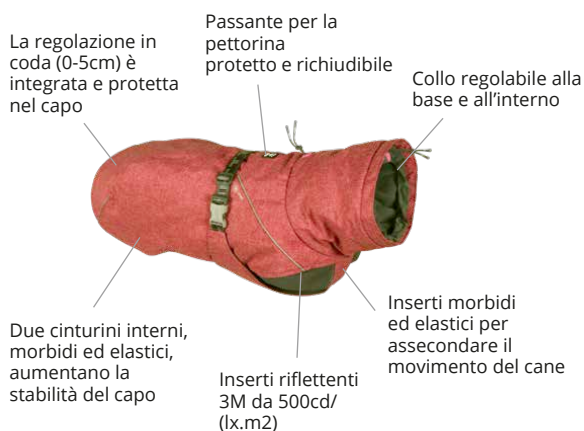 La regolazione in
coda (0-5cm) è
integrata e protetta
nel capo
Passante per la
pettorina
protetto e richiudibile
Collo regolabile alla
base e all'interno
Due cinturini interni,
morbidi ed elastici,
aumentano la
stabilità del capo
Inserti riflettenti
3M da 500cd/
(lx.m2)
Inserti morbidi
ed elastici per
assecondare il
movimento del cane